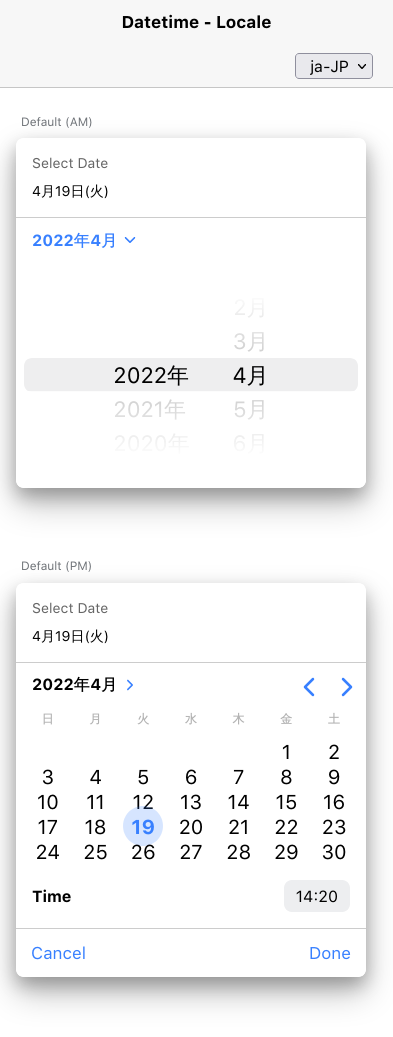 Datetime - Locale
ja-JP
Default (AM)
Select Date
4月19日(火)
2022年4月
2月
3月
2022年 4月
2021年 5月
2020年 6月
Default (PM)
Select Date
4月19日(火)
2022年4月
日 月 火 水 木 金 土
1 2
3 4 5 6 7 8 9
10 11 12 13 14 15 16
17 18 19 20 21 22 23
24 25 26 27 28 29 30
Time 14:20
Cancel Done